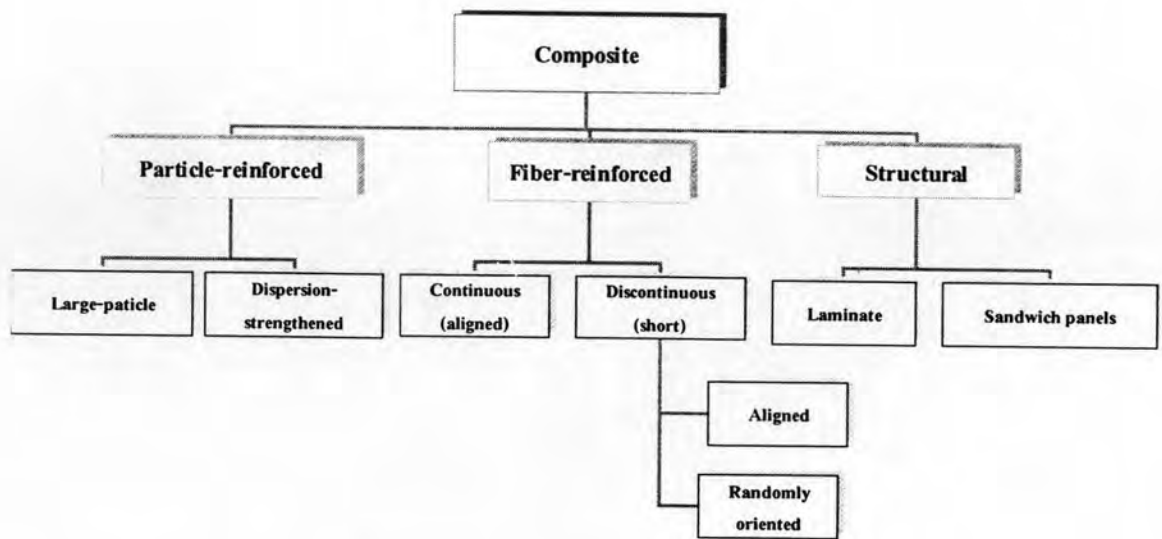 Composite
Particle-reinforced
Fiber-reinforced
Structural
Large-paticle
Dispersion-
strengthened
Continuous
(aligned)
Discontinuous
(short)
Laminate
Sandwich panels
Aligned
Randomly
oriented